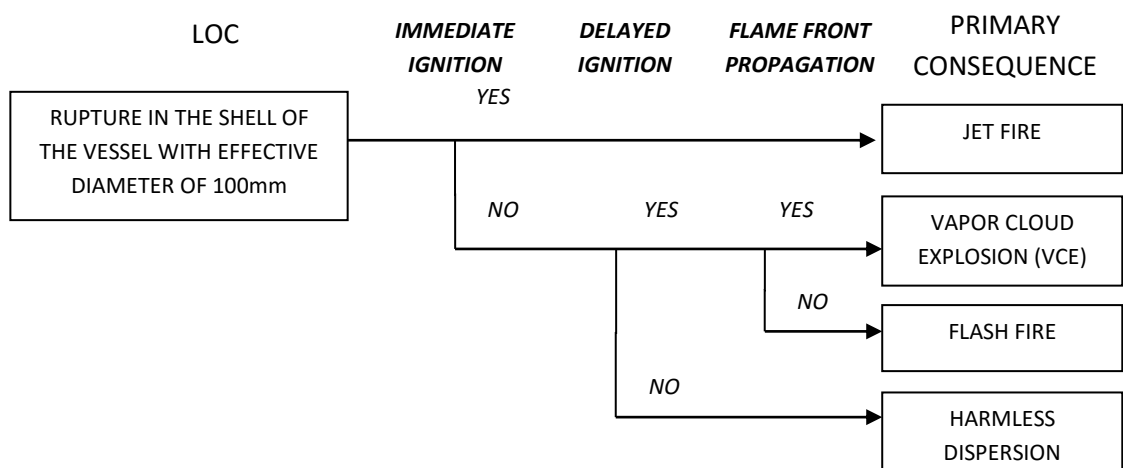 LOC
IMMEDIATE
IGNITION
DELAYED
IGNITION
FLAME FRONT
PROPAGATION
PRIMARY
CONSEQUENCE
YES
RUPTURE IN THE SHELL OF
THE VESSEL WITH EFFECTIVE
DIAMETER OF 100mm
JET FIRE
NO
YES
YES
VAPOR CLOUD
EXPLOSION (VCE)
NO
FLASH FIRE
NO
HARMLESS
DISPERSION